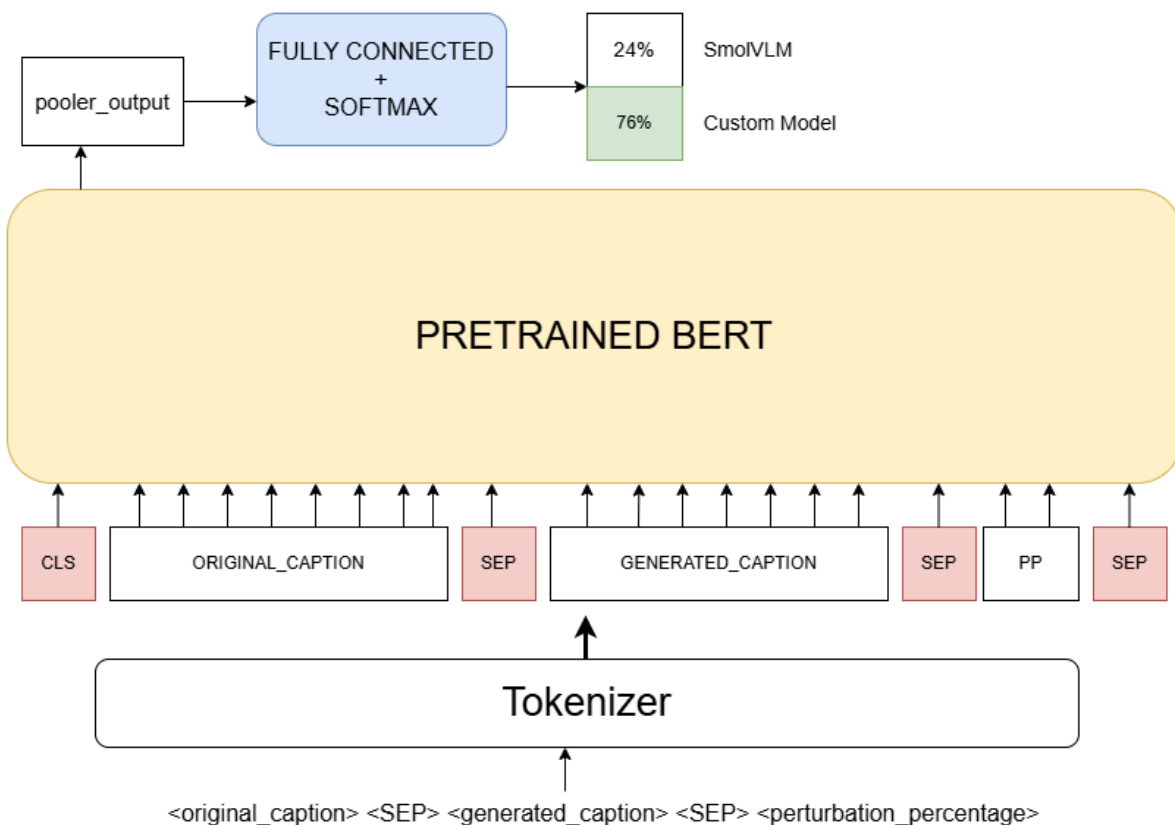 FULLY CONNECTED
+
SOFTMAX
24%
SmolVLM
pooler_output
76%
Custom Model
PRETRAINED BERT
CLS
ORIGINAL_CAPTION
SEP
GENERATED_CAPTION
SEP
PP
SEP
Tokenizer
<original_caption> <SEP> <generated_caption> <SEP> <perturbation_percentage>